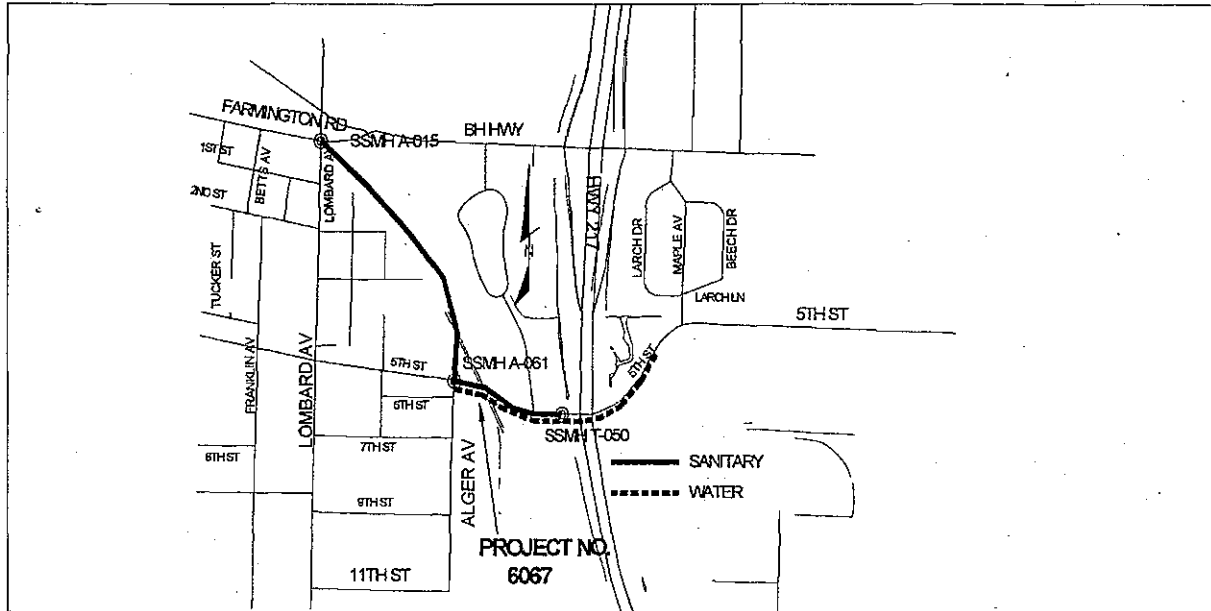 FARMINGTON RD
SSMH A-015
BH HWY
1ST ST
BETTS AV
LOMBARD AV
2ND ST
HWY 217
N
LARCH DR
MAPLE AV
BEECH DR
TUCKER ST
LARCH LN
5TH ST
FRANKLIN AV
LOMBARD AV
5TH ST
SSMH A-061
5TH ST
6TH ST
7TH ST
SSMH T-050
6TH ST
SANITARY
WATER
9TH ST
ALGER AV
PROJECT NO.
6067
11TH ST